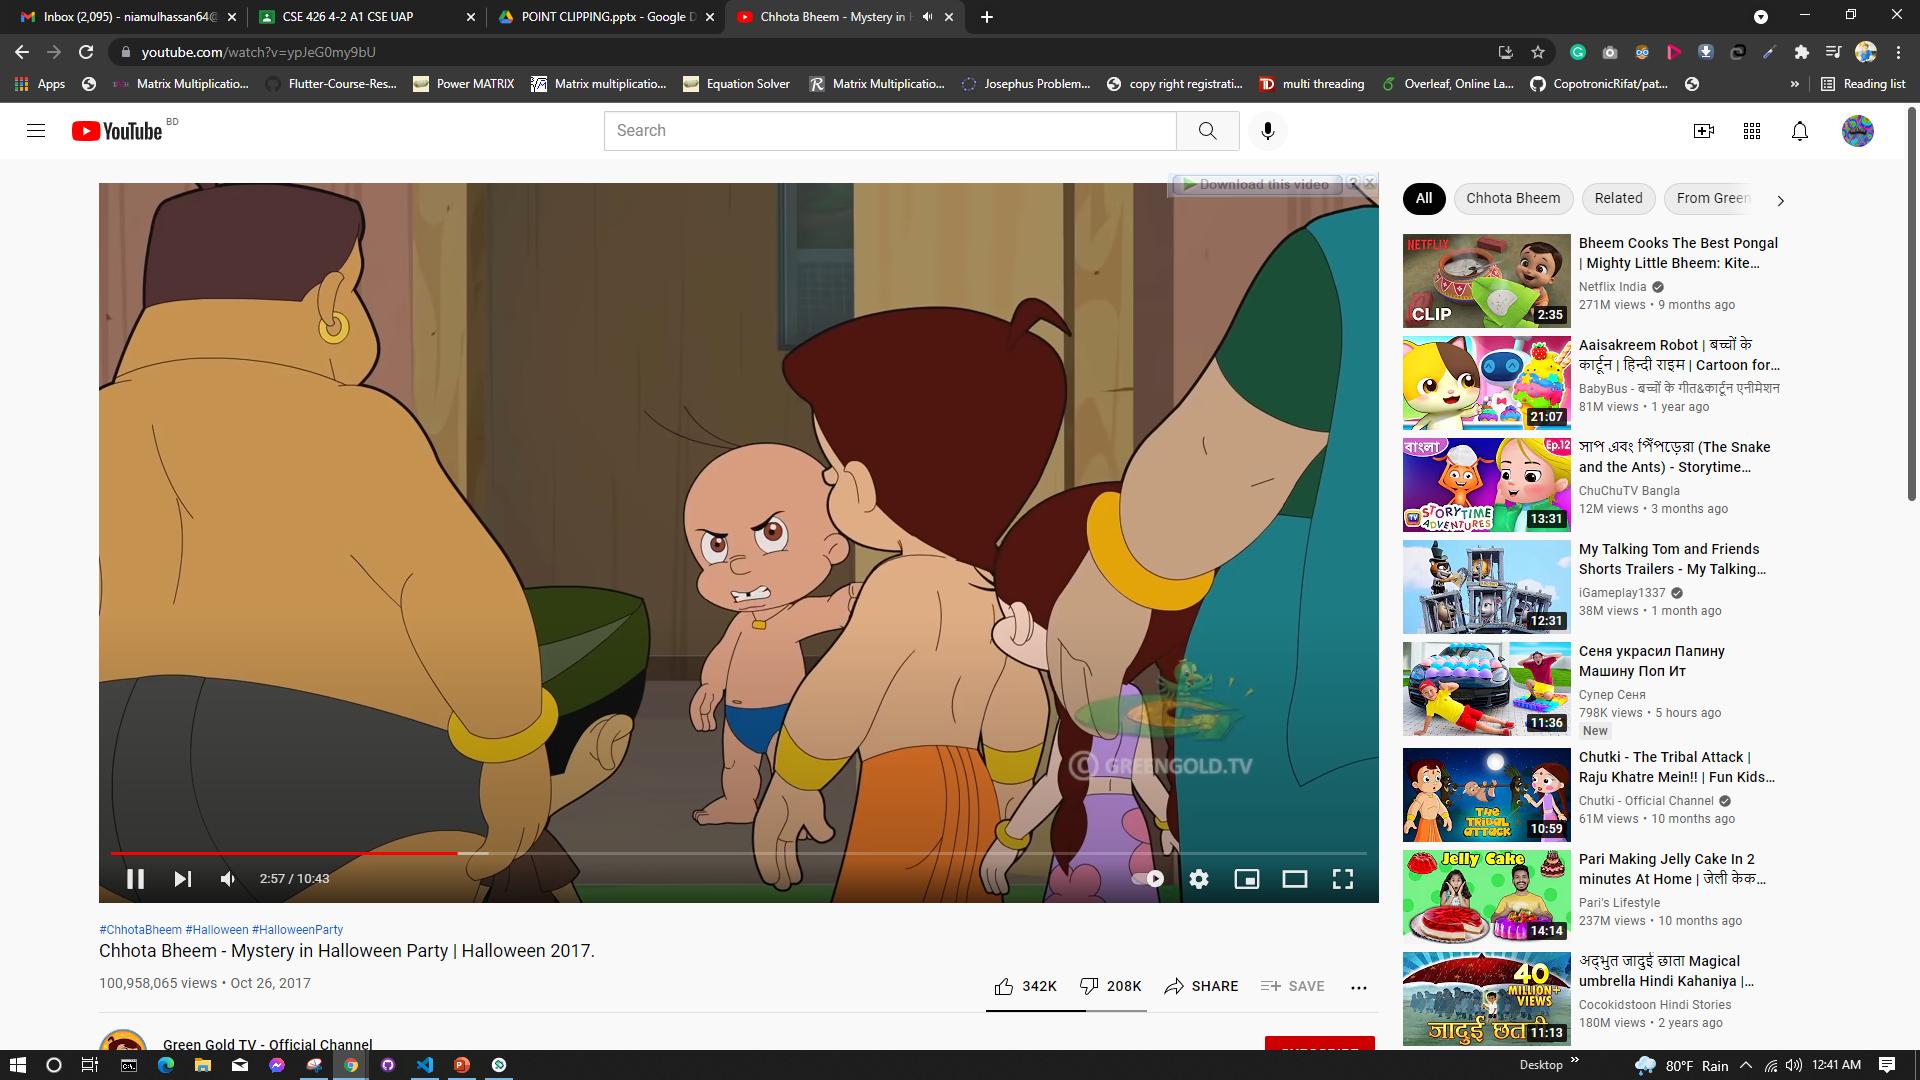 Inbox (2,095) - niamulhassan64@
CSE 426 4-2 A1 CSE UAP
POINT CLIPPING.pptx - Google D
Chhota Bheem - Mystery in H
youtube.com/watch?v=ypJeG0my9bU
Apps
Matrix Multiplicatio...
Flutter-Course-Res...
Power MATRIX
Matrix multiplicatio...
Equation Solver
Matrix Multiplicatio...
Josephus Problem...
copy right registrati...
multi threading
Overleaf, Online La...
CopotronicRifat/pat...
»
Reading list
YouTube BD
Search
Download this video ? X
All
Chhota Bheem
Related
From Green
NETFLIX
CLIP
2:35
Bheem Cooks The Best Pongal
| Mighty Little Bheem: Kite...
Netflix India
271M views • 9 months ago
21:07
Aaisakreem Robot | बच्चों के
कार्टून | हिन्दी राइम | Cartoon for...
BabyBus - बच्चों के गीत&कार्टून एनीमेशन
81M views • 1 year ago
বাংলা
Ep.12
STORYTIME
ADVENTURES
13:31
সাপ এবং পিঁপড়েরা (The Snake
and the Ants) - Storytime...
ChuChuTV Bangla
12M views • 3 months ago
12:31
My Talking Tom and Friends
Shorts Trailers - My Talking...
iGameplay1337
38M views • 1 month ago
11:36
Сеня украсил Папину
Машину Поп Ит
Супер Сеня
798K views • 5 hours ago
New
THE
TRIBAL
ATTACK
10:59
Chutki - The Tribal Attack |
Raju Khatre Mein!! | Fun Kids...
Chutki - Official Channel
61M views • 10 months ago
Jelly Cake
14:14
Pari Making Jelly Cake In 2
minutes At Home | जेली केक...
Pari's Lifestyle
237M views • 10 months ago
40
MILLION+
VIEWS
जादुई छतरी
11:13
अद्भुत जादुई छाता Magical
umbrella Hindi Kahaniya |...
Cocokidstoon Hindi Stories
180M views • 2 years ago
© GREENGOLD.TV
2:57 / 10:43
#ChhotaBheem #Halloween #HalloweenParty
Chhota Bheem - Mystery in Halloween Party | Halloween 2017.
100,958,065 views • Oct 26, 2017
342K
208K
SHARE
SAVE
Green Gold TV - Official Channel
Desktop »
80°F Rain
12:41 AM